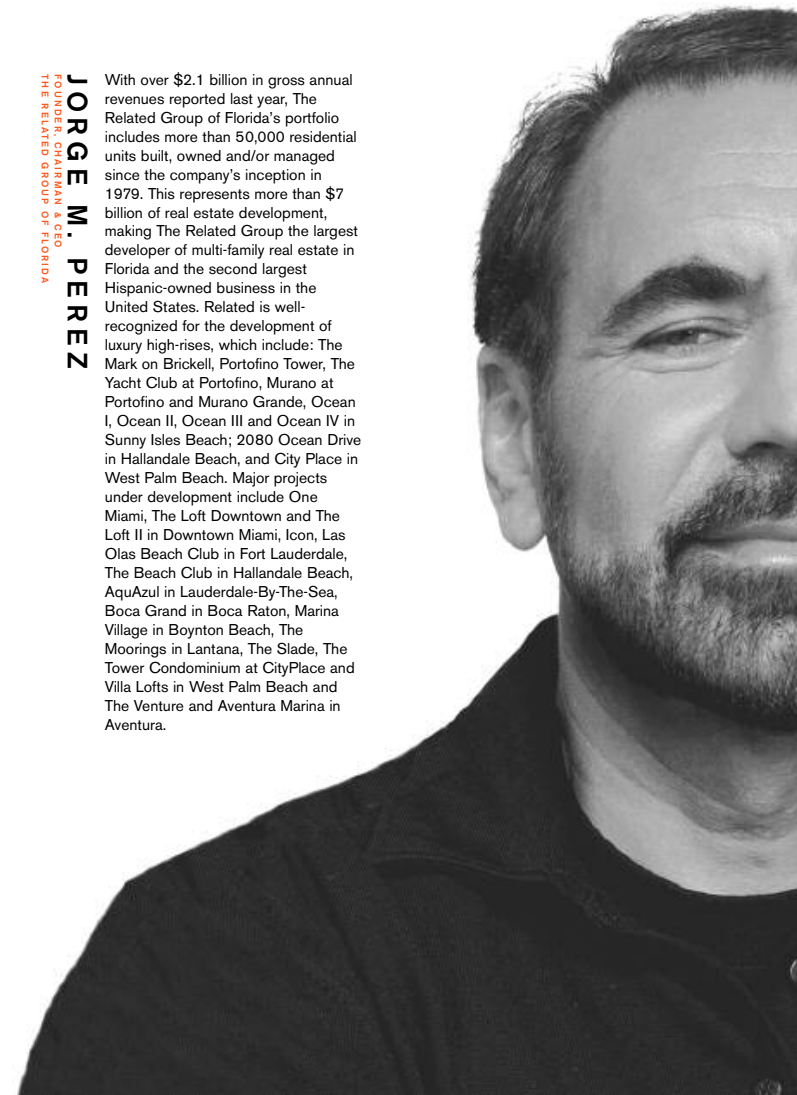 JORGE M. PEREZ
FOUNDER, CHAIRMAN & CEO
THE RELATED GROUP OF FLORIDA
With over $2.1 billion in gross annual
revenues reported last year, The
Related Group of Florida's portfolio
includes more than 50,000 residential
units built, owned and/or managed
since the company's inception in
1979. This represents more than $7
billion of real estate development,
making The Related Group the largest
developer of multi-family real estate in
Florida and the second largest
Hispanic-owned business in the
United States. Related is well-
recognized for the development of
luxury high-rises, which include: The
Mark on Brickell, Portofino Tower, The
Yacht Club at Portofino, Murano at
Portofino and Murano Grande, Ocean
I, Ocean II, Ocean III and Ocean IV in
Sunny Isles Beach; 2080 Ocean Drive
in Hallandale Beach, and City Place in
West Palm Beach. Major projects
under development include One
Miami, The Loft Downtown and The
Loft II in Downtown Miami, Icon, Las
Olas Beach Club in Fort Lauderdale,
The Beach Club in Hallandale Beach,
AquAzul in Lauderdale-By-The-Sea,
Boca Grand in Boca Raton, Marina
Village in Boynton Beach, The
Moorings in Lantana, The Slade, The
Tower Condominium at CityPlace and
Villa Lofts in West Palm Beach and
The Venture and Aventura Marina in
Aventura.